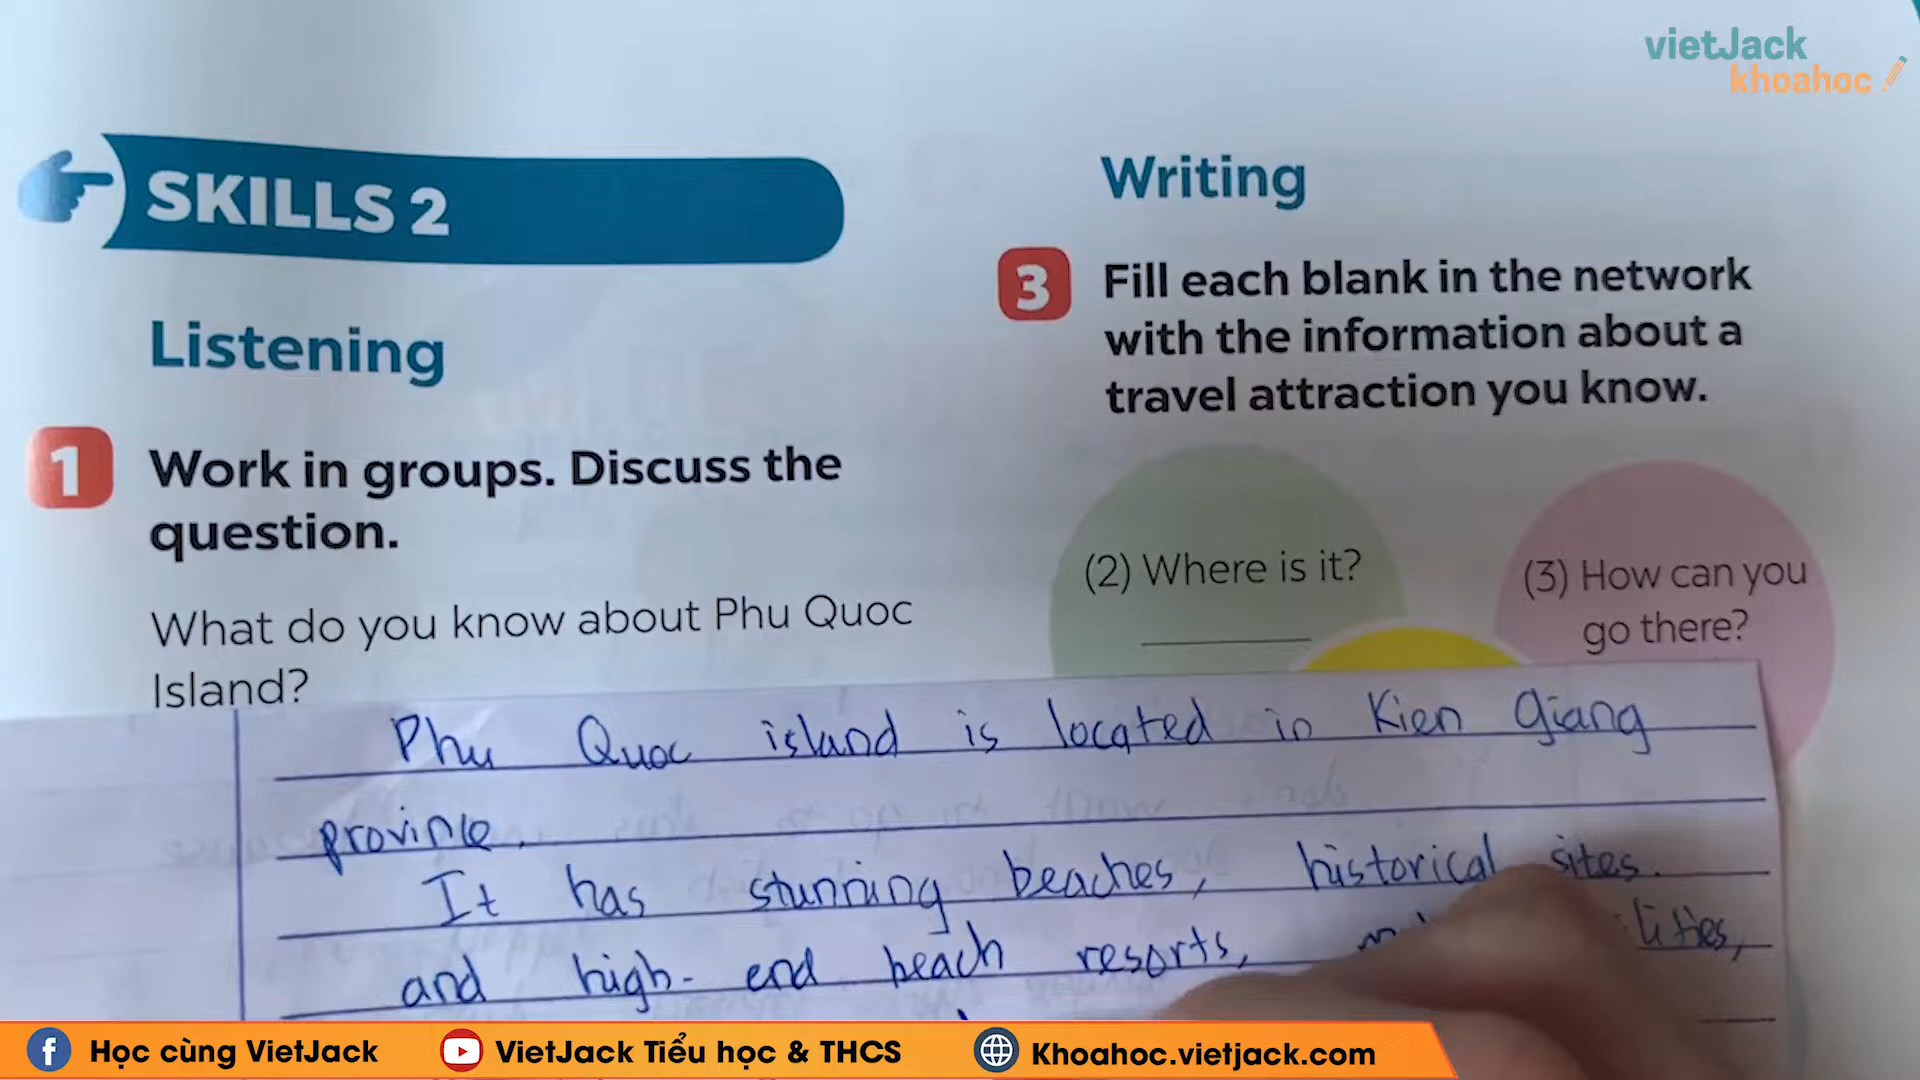 vietJack
khoahoc
SKILLS 2
Listening
1 Work in groups. Discuss the
question.
What do you know about Phu Quoc
Island?
Writing
3 Fill each blank in the network
with the information about a
travel attraction you know.
(2) Where is it?
(3) How can you
go there?
Phu Quoc island is located in Kien Giang
province.
It has stunning beaches, historical sites.
and high-end beach resorts,
Học cùng VietJack
VietJack Tiểu học & THCS
Khoahoc.vietjack.com